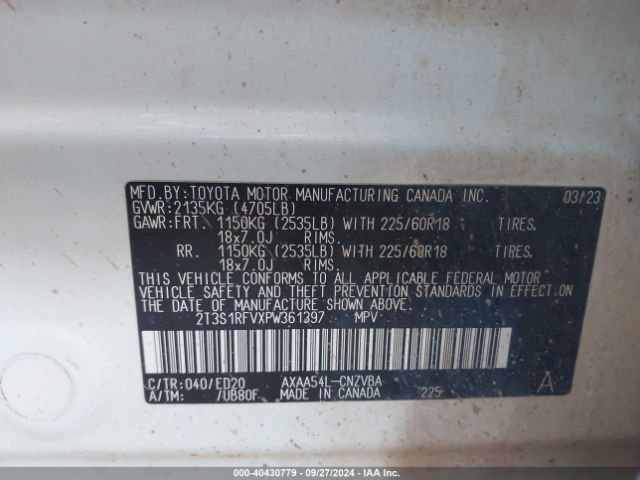 MFD.BY:TOYOTA MOTOR MANUFACTURING CANADA INC. 03/23
GVWR:2135KG (4705LB)
GAWR:FRT. 1150KG (2535LB) WITH 225/60R18 TIRES.
18x7.0J RIMS.
RR. 1150KG (2535LB) WITH 225/60R18 TIRES.
18x7.0J RIMS.
THIS VEHICLE CONFORMS TO ALL APPLICABLE FEDERAL MOTOR
VEHICLE SAFETY AND THEFT PREVENTION STANDARDS IN EFFECT ON
THE DATE OF MANUFACTURE SHOWN ABOVE.
2T3S1RFVXPW361397 MPV
C/TR:040/ED20 AXAA54L-CNZVBA A
A/TM: /UB80F MADE IN CANADA 225
000-40430779 - 09/27/2024 - IAA Inc.